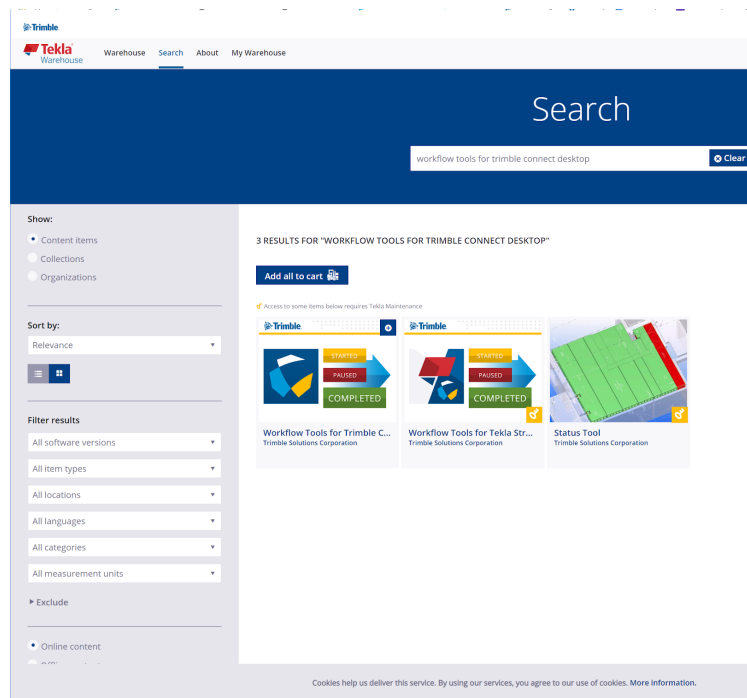 Trimble
Tekla
Warehouse
Warehouse Search About My Warehouse
Search
workflow tools for trimble connect desktop
Clear
Show:
Content items
Collections
Organizations
Sort by:
Relevance
Filter results
All software versions
All item types
All locations
All languages
All categories
All measurement units
Exclude
Online content
3 RESULTS FOR "WORKFLOW TOOLS FOR TRIMBLE CONNECT DESKTOP"
Add all to cart
Access to some items below requires Tekla Maintenance
Trimble
STARTED
PAUSED
COMPLETED
Workflow Tools for Trimble C...
Trimble Solutions Corporation
Trimble
STARTED
PAUSED
COMPLETED
Workflow Tools for Tekla Str...
Trimble Solutions Corporation
Status Tool
Trimble Solutions Corporation
Cookies help us deliver this service. By using our services, you agree to our use of cookies. More information.